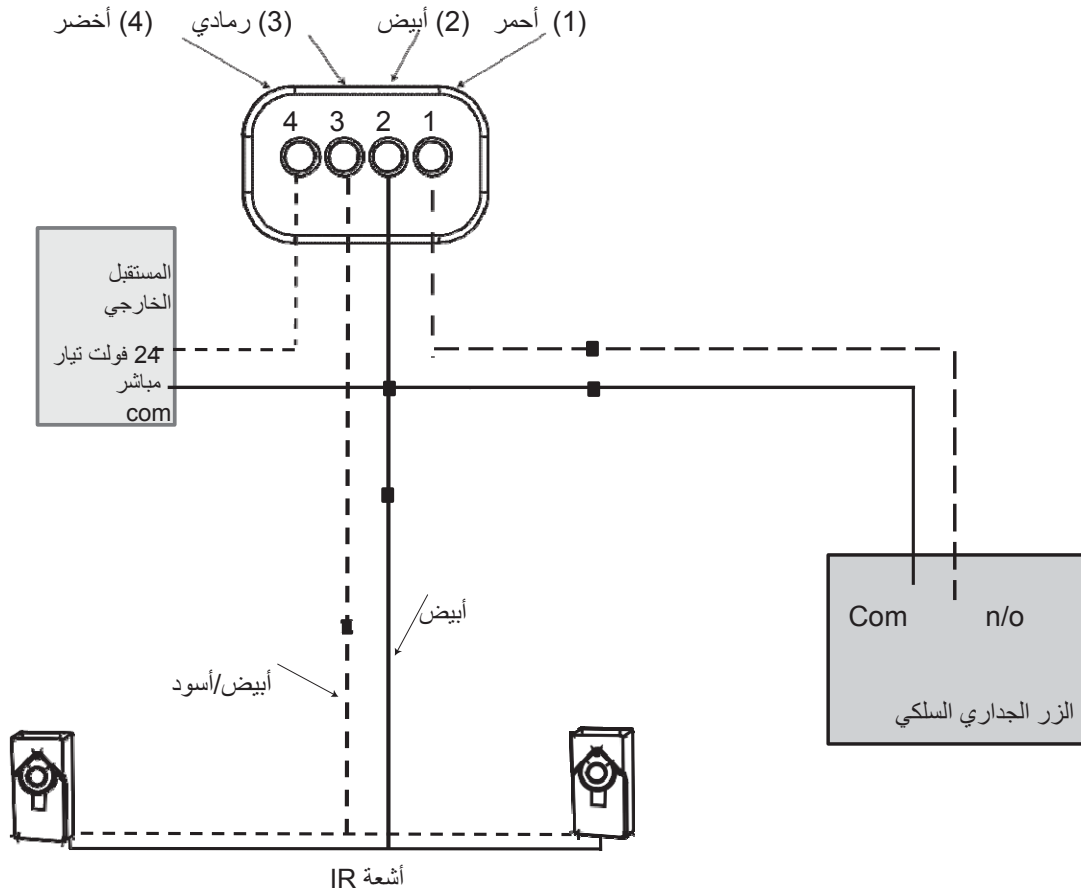 (1) أحمر
(2) أبيض
(3) رمادي
(4) أخضر
4 3 2 1
المستقبل
الخارجي
24 فولت تيار
مباشر
com
أبيض
أبيض/أسود
Com n/o
الزر الجداري السلكي
أشعة IR